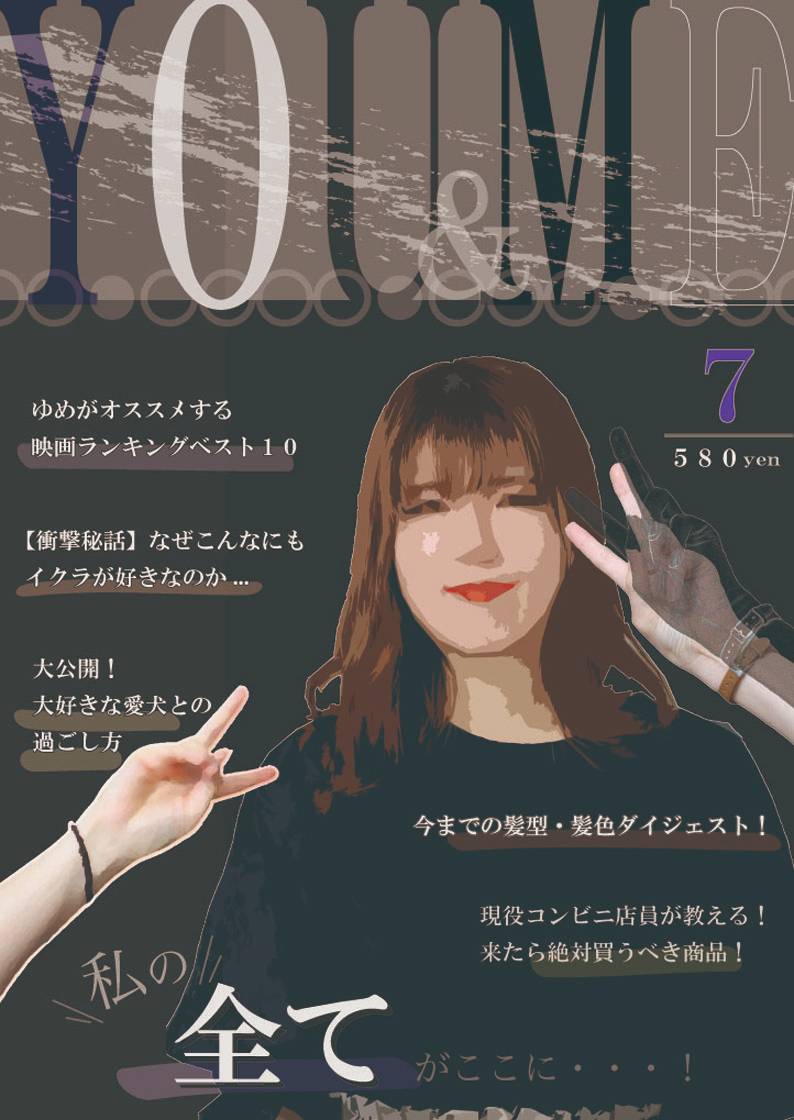 YOU & ME
7
５８０yen
ゆめがオススメする
映画ランキングベスト１０
【衝撃秘話】なぜこんなにも
イクラが好きなのか...
大公開！
大好きな愛犬との
過ごし方
今までの髪型・髪色ダイジェスト！
現役コンビニ店員が教える！
来たら絶対買うべき商品！
私の
全て
がここに・・・！